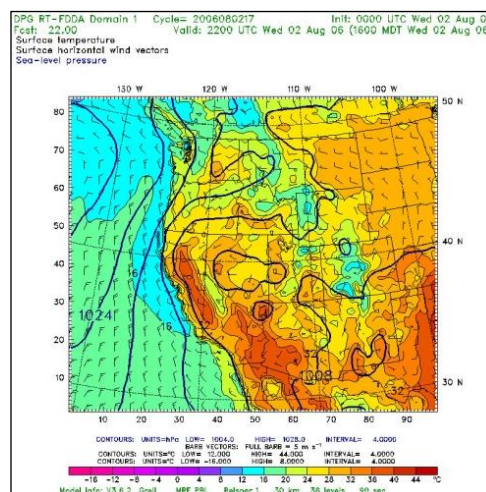 DPG RT-FDDA Domain 1 Cycle= 2006080217 Init: 0000 UTC Wed 02 Aug 06
Fcst: 22.00 Valid: 2200 UTC Wed 02 Aug 06 (1600 MDT Wed 02 Aug 06
Surface temperature
Surface horizontal wind vectors
Sea-level pressure
130 W 120 W 110 W 100 W
80 50 N
70
60
50
40 40 N
30
20
10 30 N
1024
16
16
32
1008
32
10 20 30 40 50 60 70 80 90
CONTOURS: UNITS=hPa LOW= 1004.0 HIGH= 1028.0 INTERVAL= 4.0000
BARB VECTORS: FULL BARB = 5 m s⁻¹
CONTOURS: UNITS=°C LOW= 12.000 HIGH= 44.000 INTERVAL= 4.0000
CONTOURS: UNITS=°C LOW= -16.000 HIGH= 8.0000 INTERVAL= 4.0000
-16 -12 -8 -4 0 4 8 12 16 20 24 28 32 36 40 44 °C
Model Info: V3.6.2 MRF PBL 30 km 36 levels 90 sec